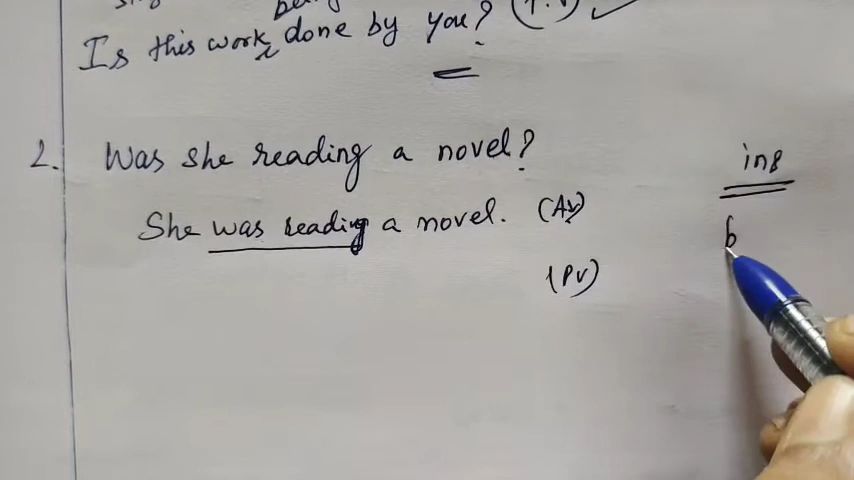 being
Is this work done by you?
2. Was she reading a novel?
ing
She was reading a novel. (AV)
b
(PV)